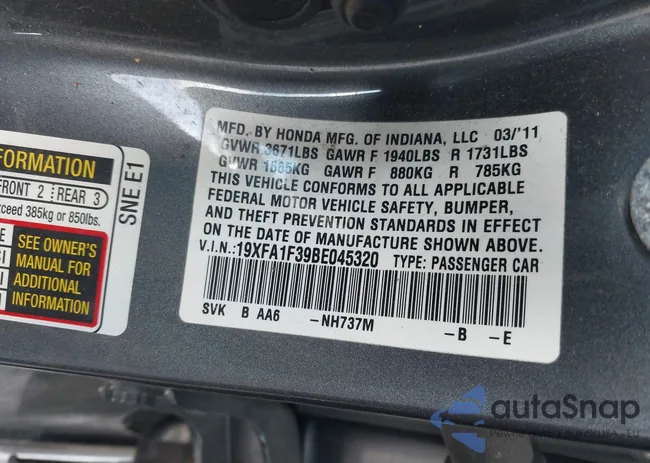 MFD. BY HONDA MFG. OF INDIANA, LLC 03/'11
GVWR 3671LBS GAWR F 1940LBS R 1731LBS
GVWR 1665KG GAWR F 880KG R 785KG
THIS VEHICLE CONFORMS TO ALL APPLICABLE
FEDERAL MOTOR VEHICLE SAFETY, BUMPER,
AND THEFT PREVENTION STANDARDS IN EFFECT
ON THE DATE OF MANUFACTURE SHOWN ABOVE.
V.I.N.:19XFA1F39BE045320 TYPE: PASSENGER CAR
SVK B AA6 -NH737M -B -E
FORMATION
FRONT 2 REAR 3
xceed 385kg or 850lbs.
SEE OWNER'S
MANUAL FOR
ADDITIONAL
INFORMATION
SNE E1
autaSnap